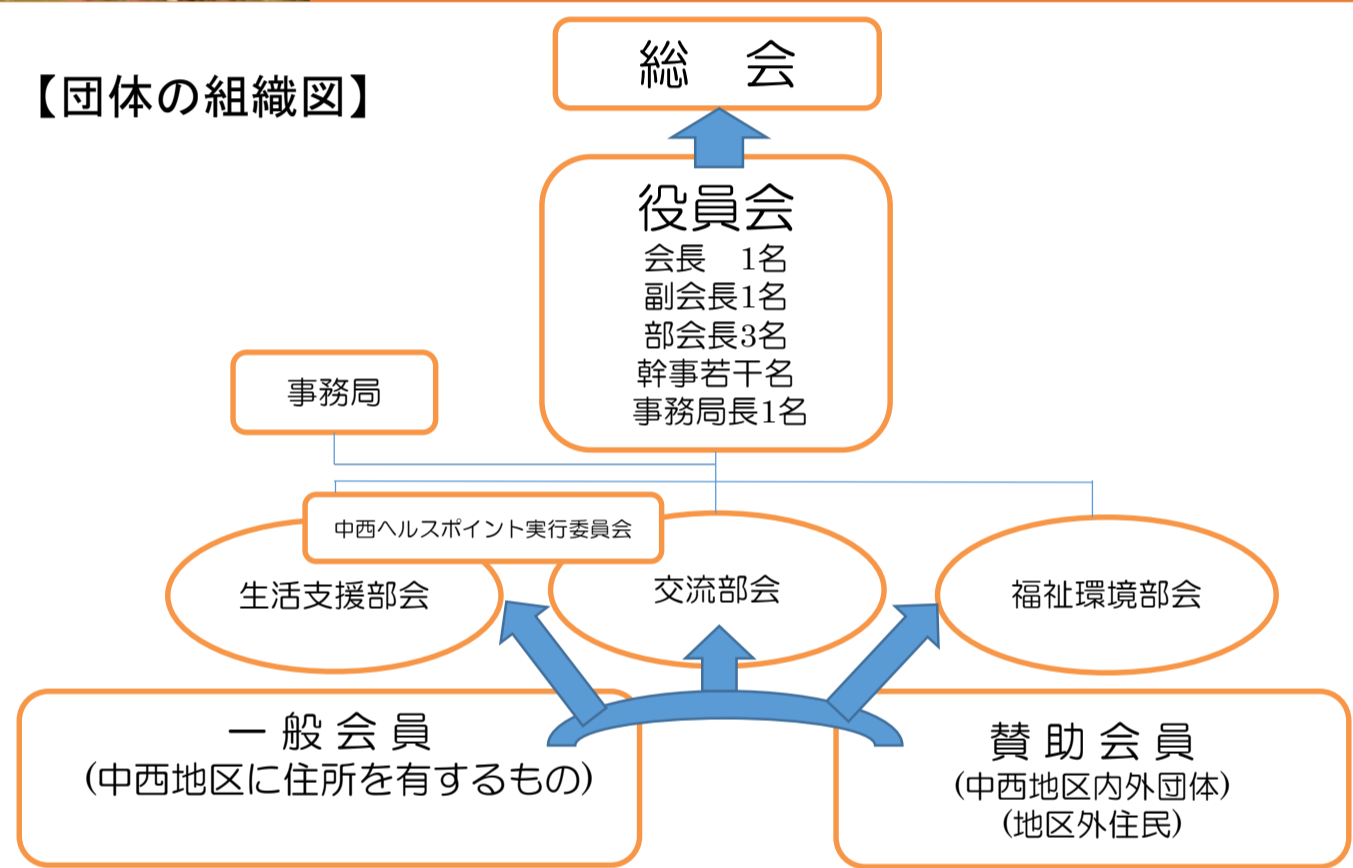 【団体の組織図】
総　会
役員会
会長　1名
副会長1名
部会長3名
幹事若干名
事務局長1名
事務局
中西ヘルスポイント実行委員会
生活支援部会
交流部会
福祉環境部会
一 般 会 員
(中西地区に住所を有するもの)
賛 助 会 員
(中西地区内外団体)
(地区外住民)